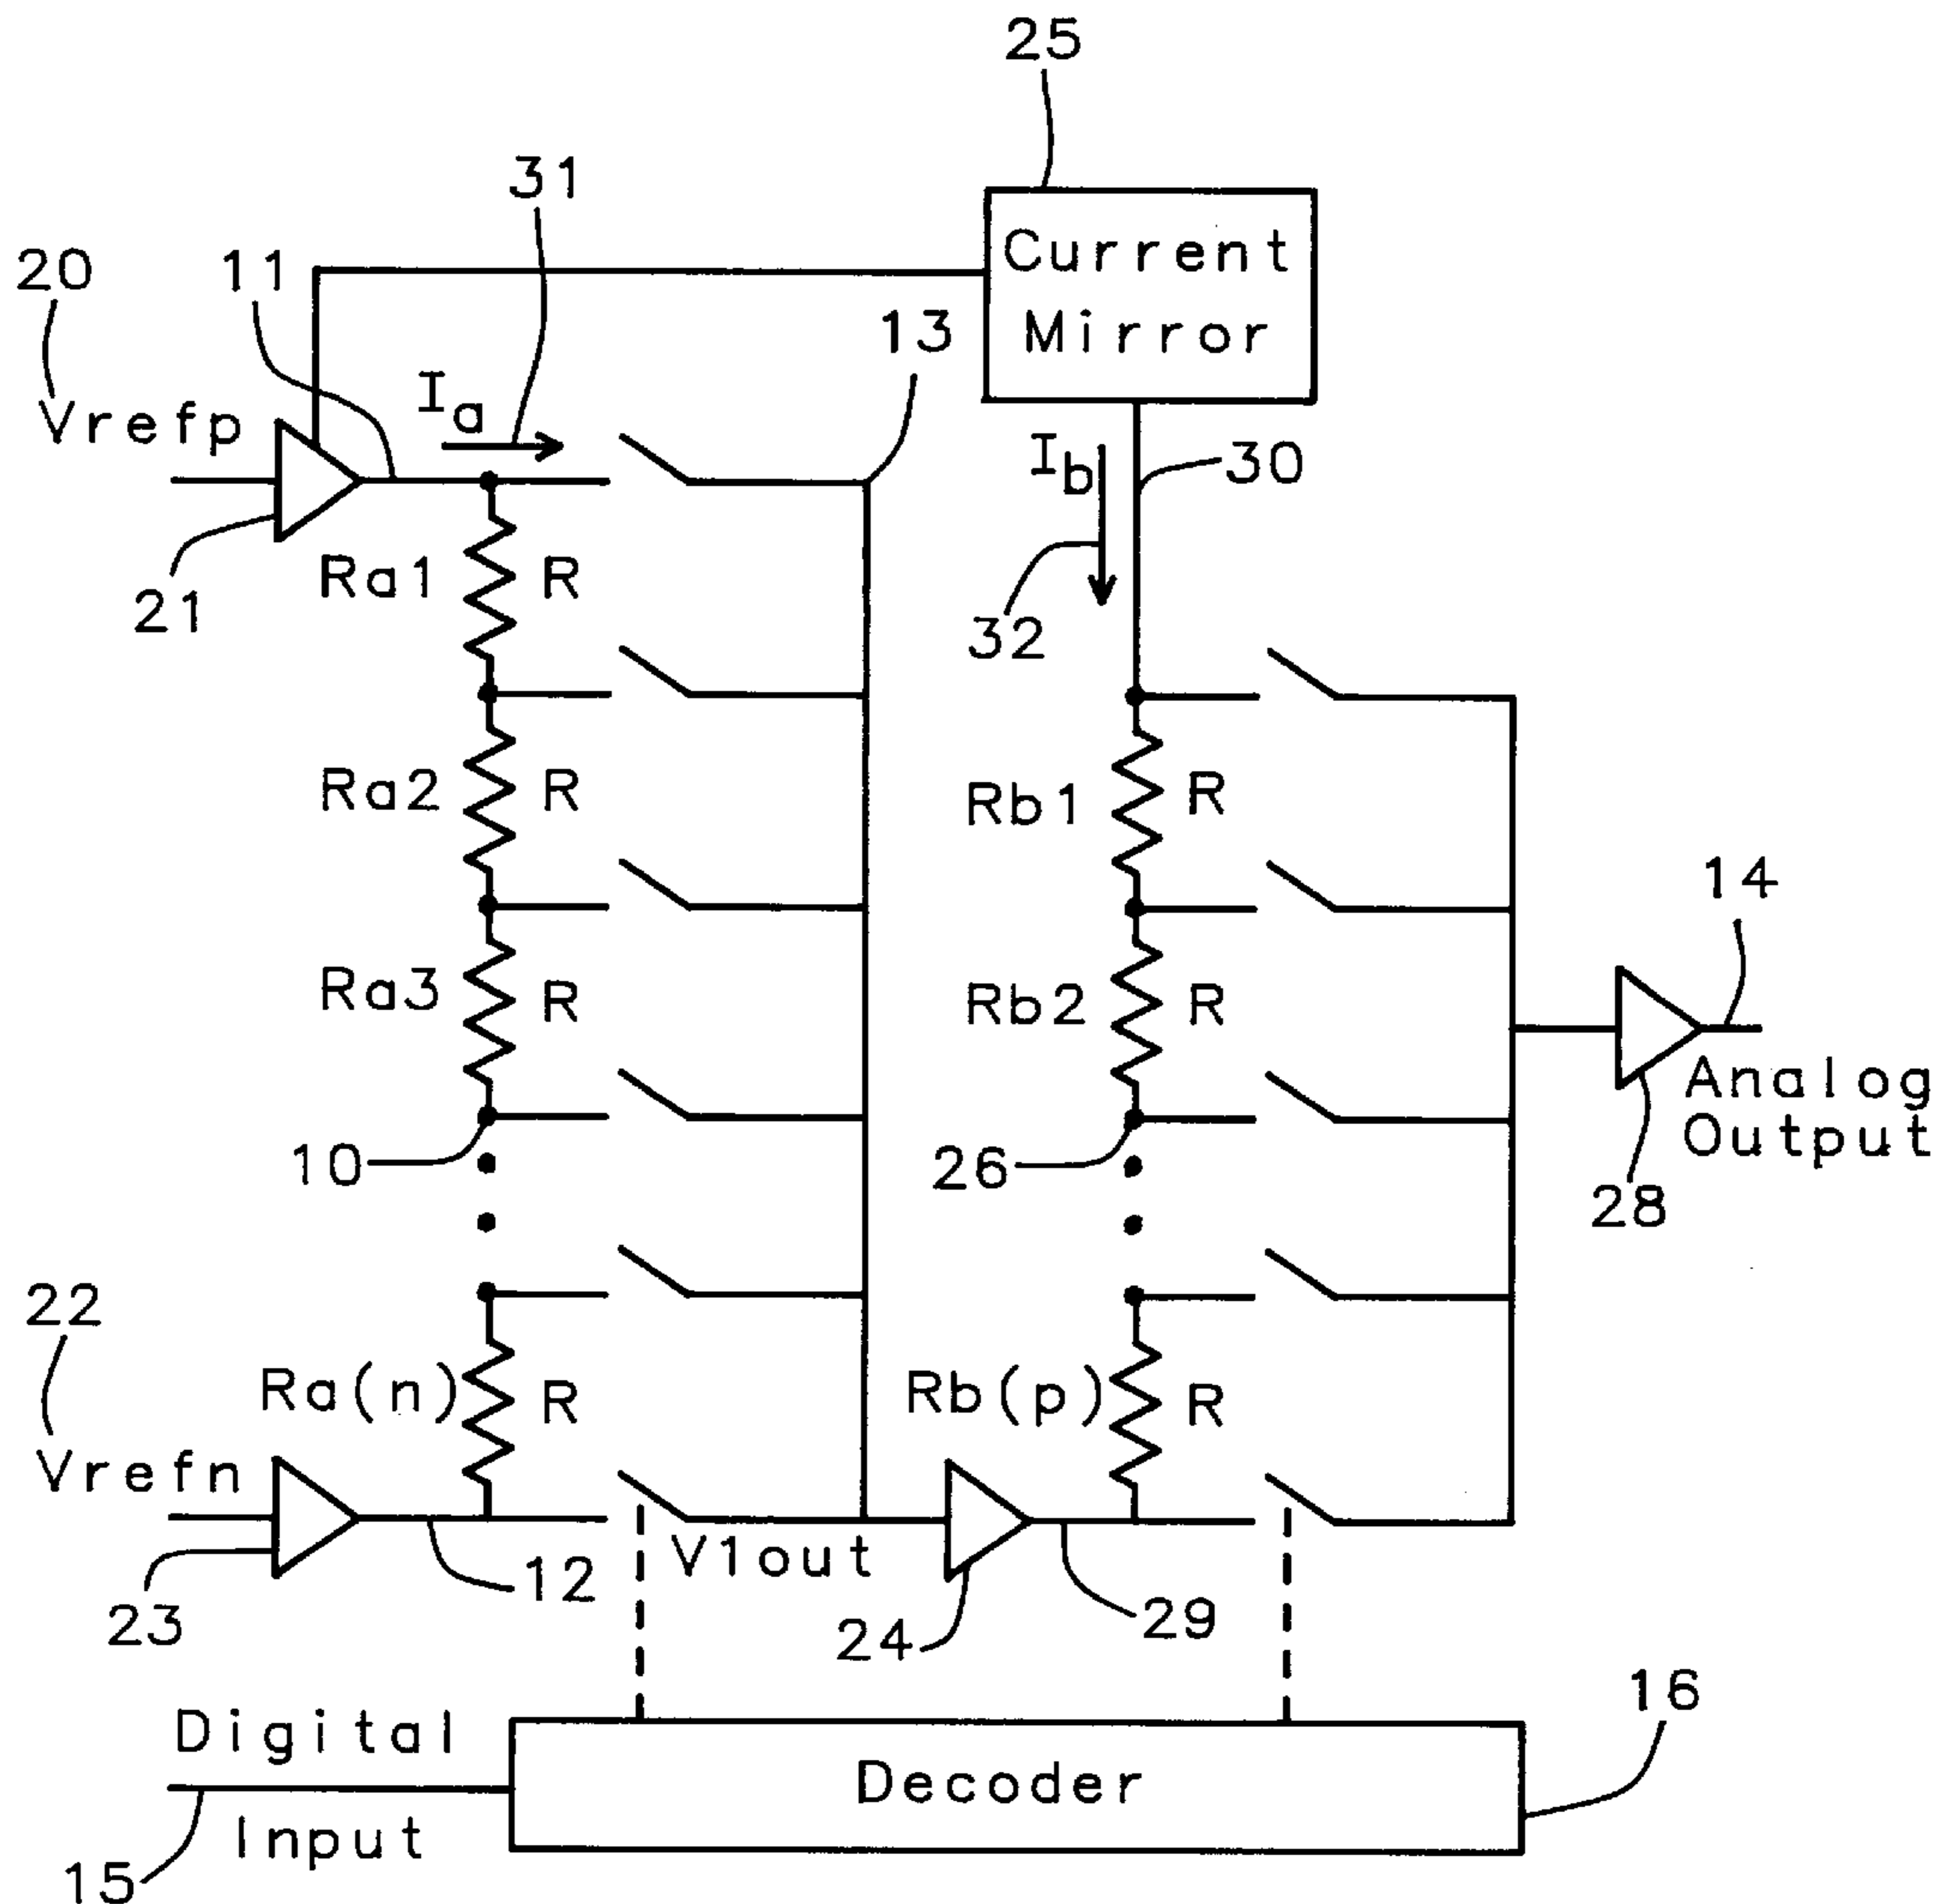 25
31
20
11
Current
Mirror
13
Vrefp
Ia
Ib
30
21
Ra1
R
32
Ra2
R
Rb1
R
14
Ra3
R
Rb2
R
Analog
Output
10
26
28
22
Ra(n)
R
Rb(p)
R
Vrefn
V1out
12
23
24
29
16
Digital
Input
Decoder
15